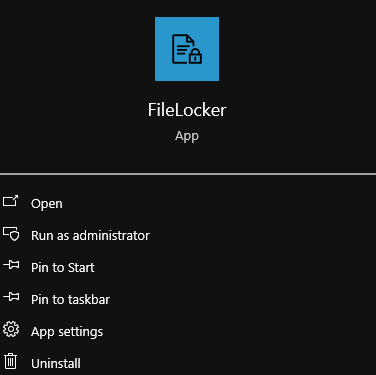 FileLocker
App
Open
Run as administrator
Pin to Start
Pin to taskbar
App settings
Uninstall